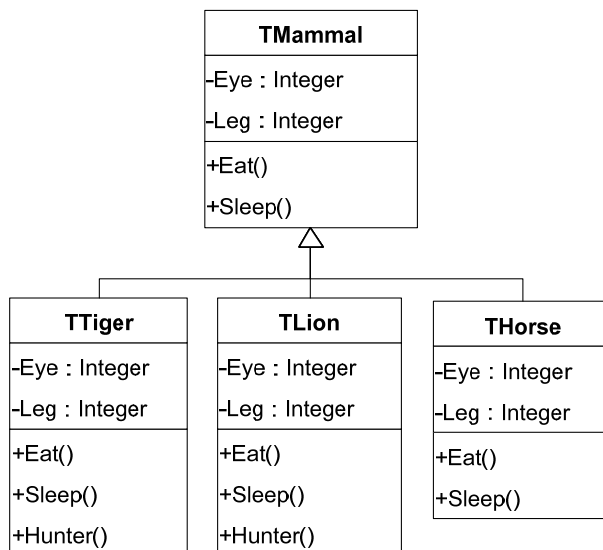 TMammal
-Eye : Integer
-Leg : Integer
+Eat()
+Sleep()
TTiger
-Eye : Integer
-Leg : Integer
+Eat()
+Sleep()
+Hunter()
TLion
-Eye : Integer
-Leg : Integer
+Eat()
+Sleep()
+Hunter()
THorse
-Eye : Integer
-Leg : Integer
+Eat()
+Sleep()